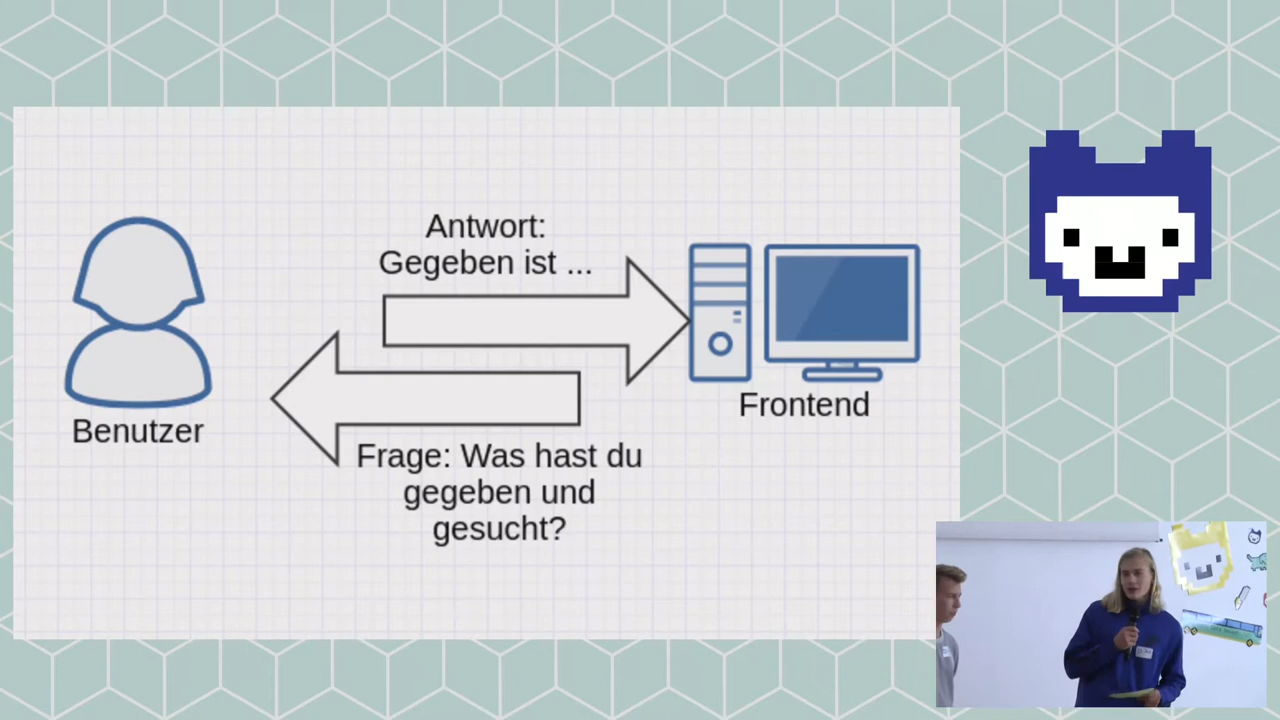 Antwort:
Gegeben ist ...
Benutzer
Frontend
Frage: Was hast du
gegeben und
gesucht?